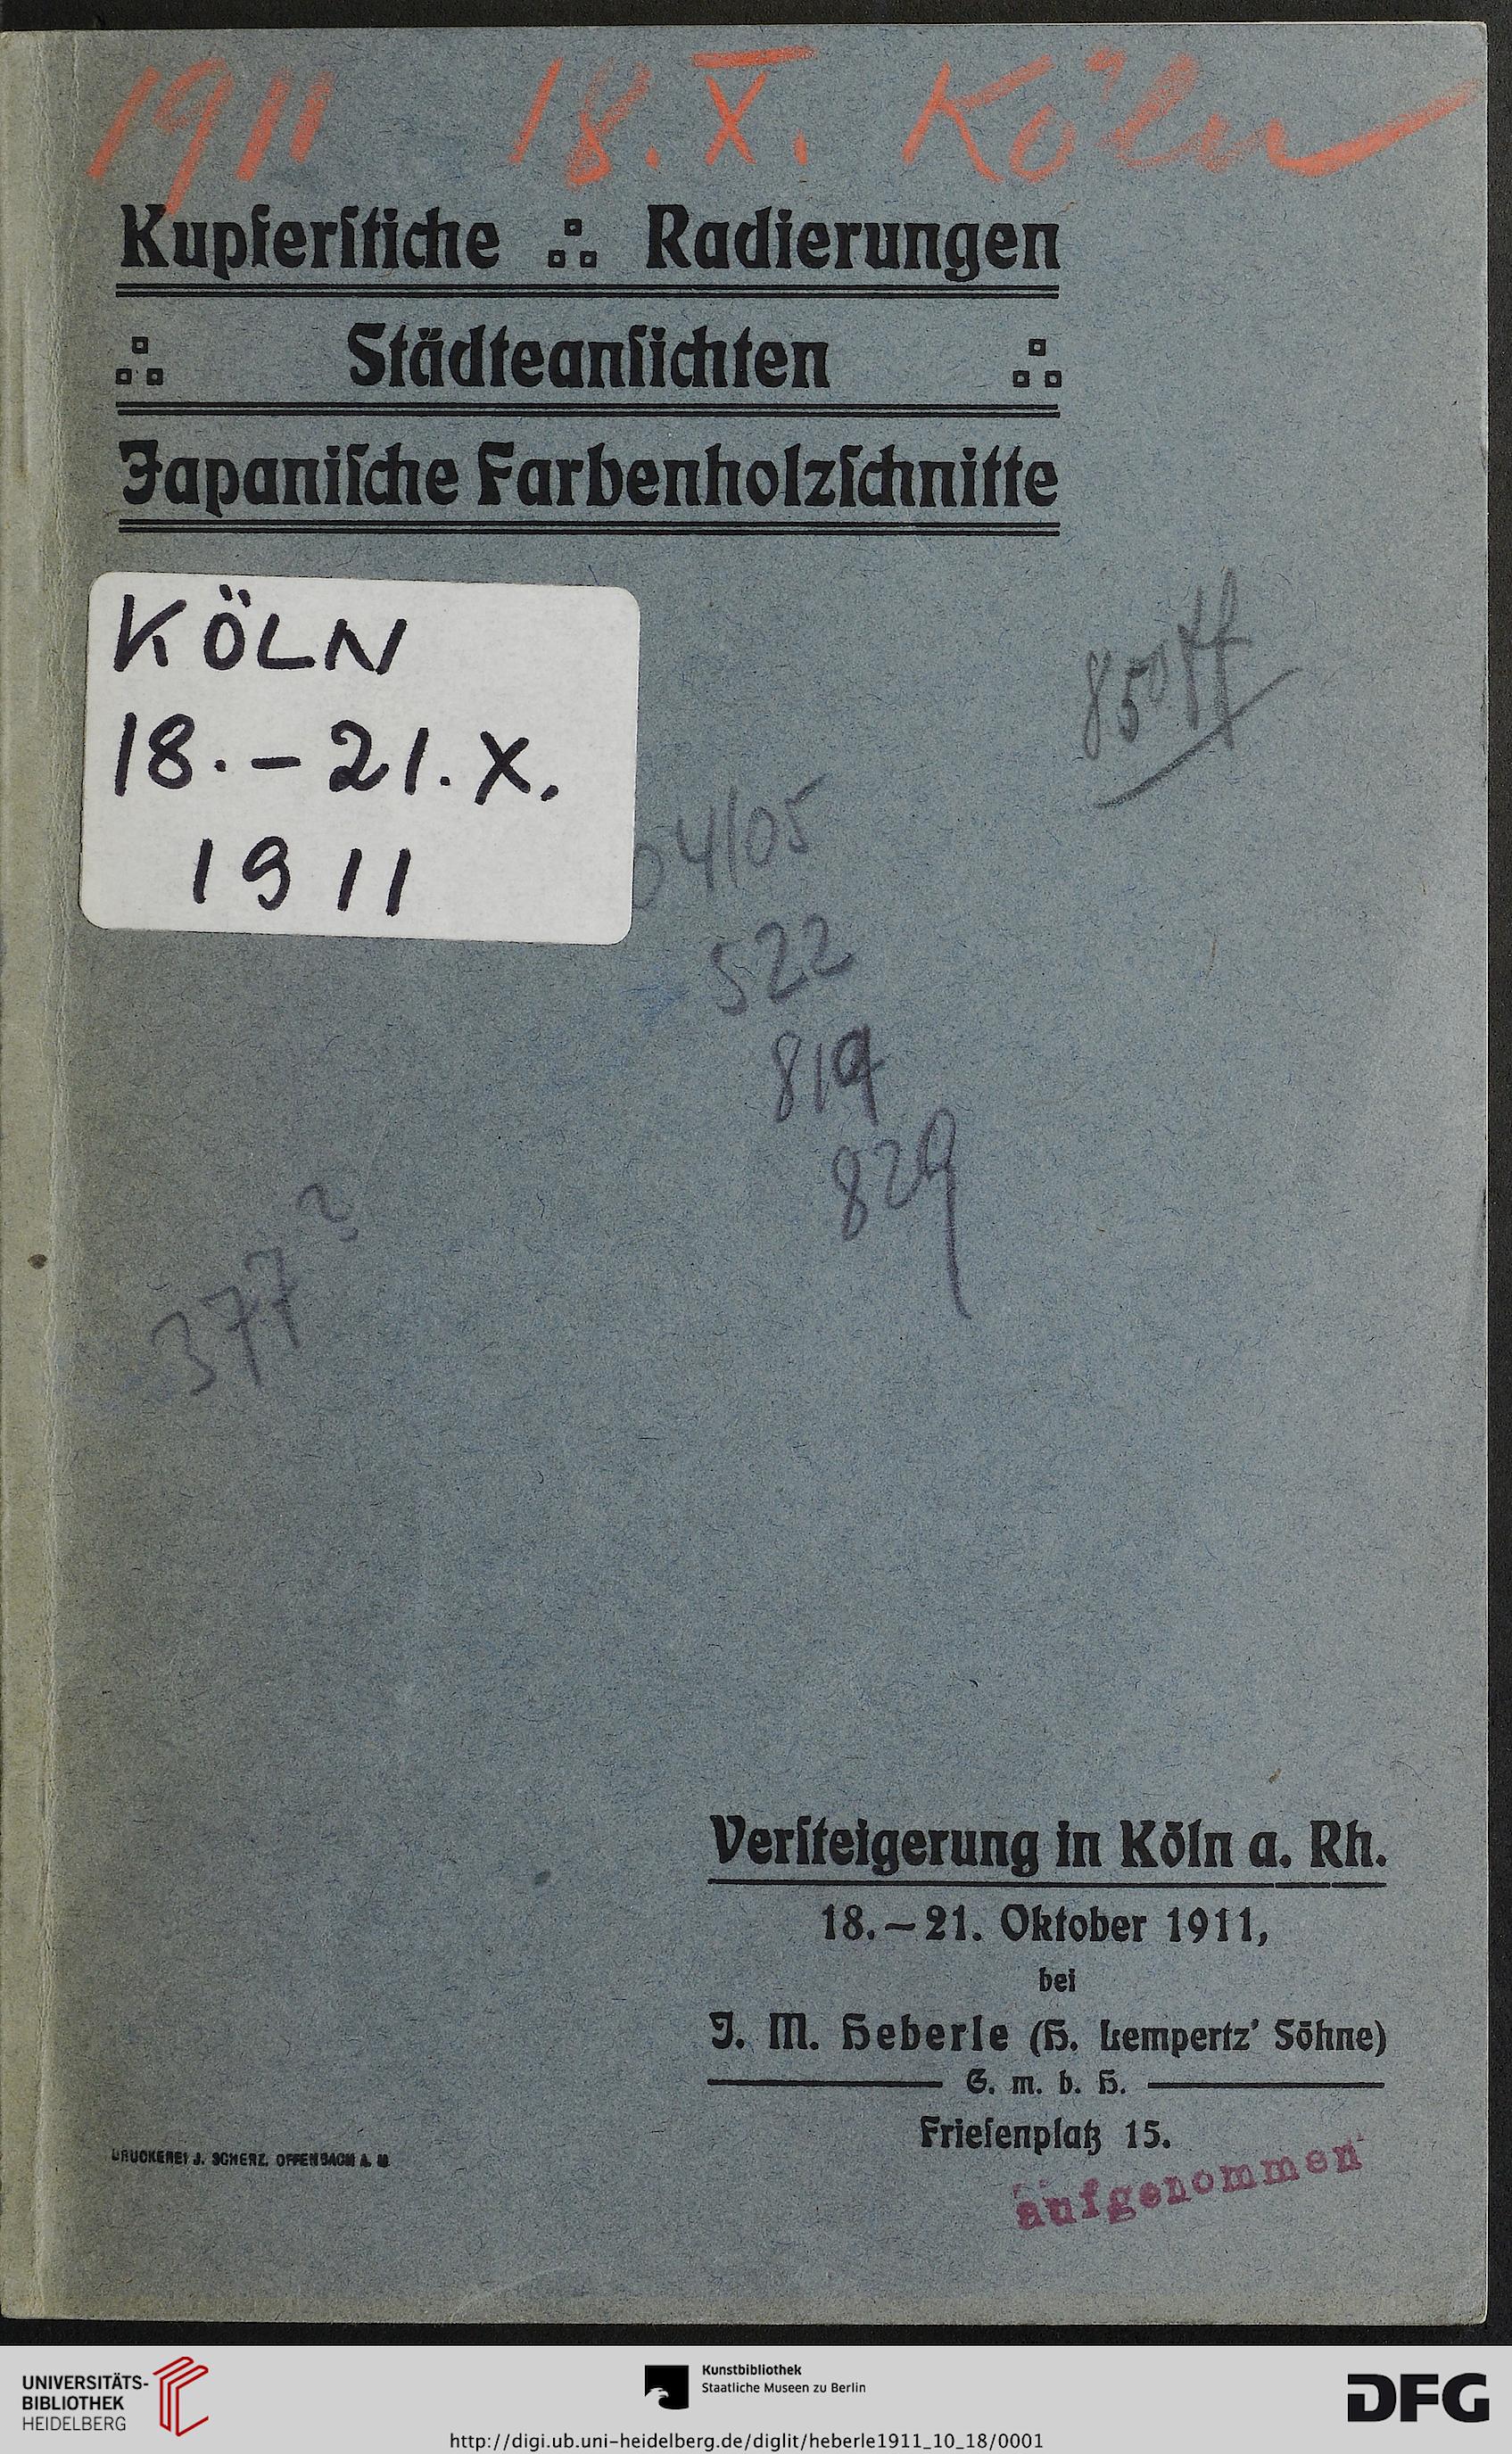 1911 18. X. Köln
Kupferſtiche Radierungen
Städteanſichten
Japaniſche Farbenholzſchnitte
KÖLN
18.-21.X.
1911
4105
522
819
829
377 ?
Verſteigerung in Köln a. Rh.
18.—21. Oktober 1911,
bei
J. M. Heberle (H. Lempertz' Söhne)
G. m. b. H.
Frieſenplatz 15.
DRUCKEREI J. SCHERZ, OFFENBACH A. M.
aufgenommen
UNIVERSITÄTS-
BIBLIOTHEK
HEIDELBERG
Kunstbibliothek
Staatliche Museen zu Berlin
DFG
http://digi.ub.uni-heidelberg.de/diglit/heberle1911_10_18/0001